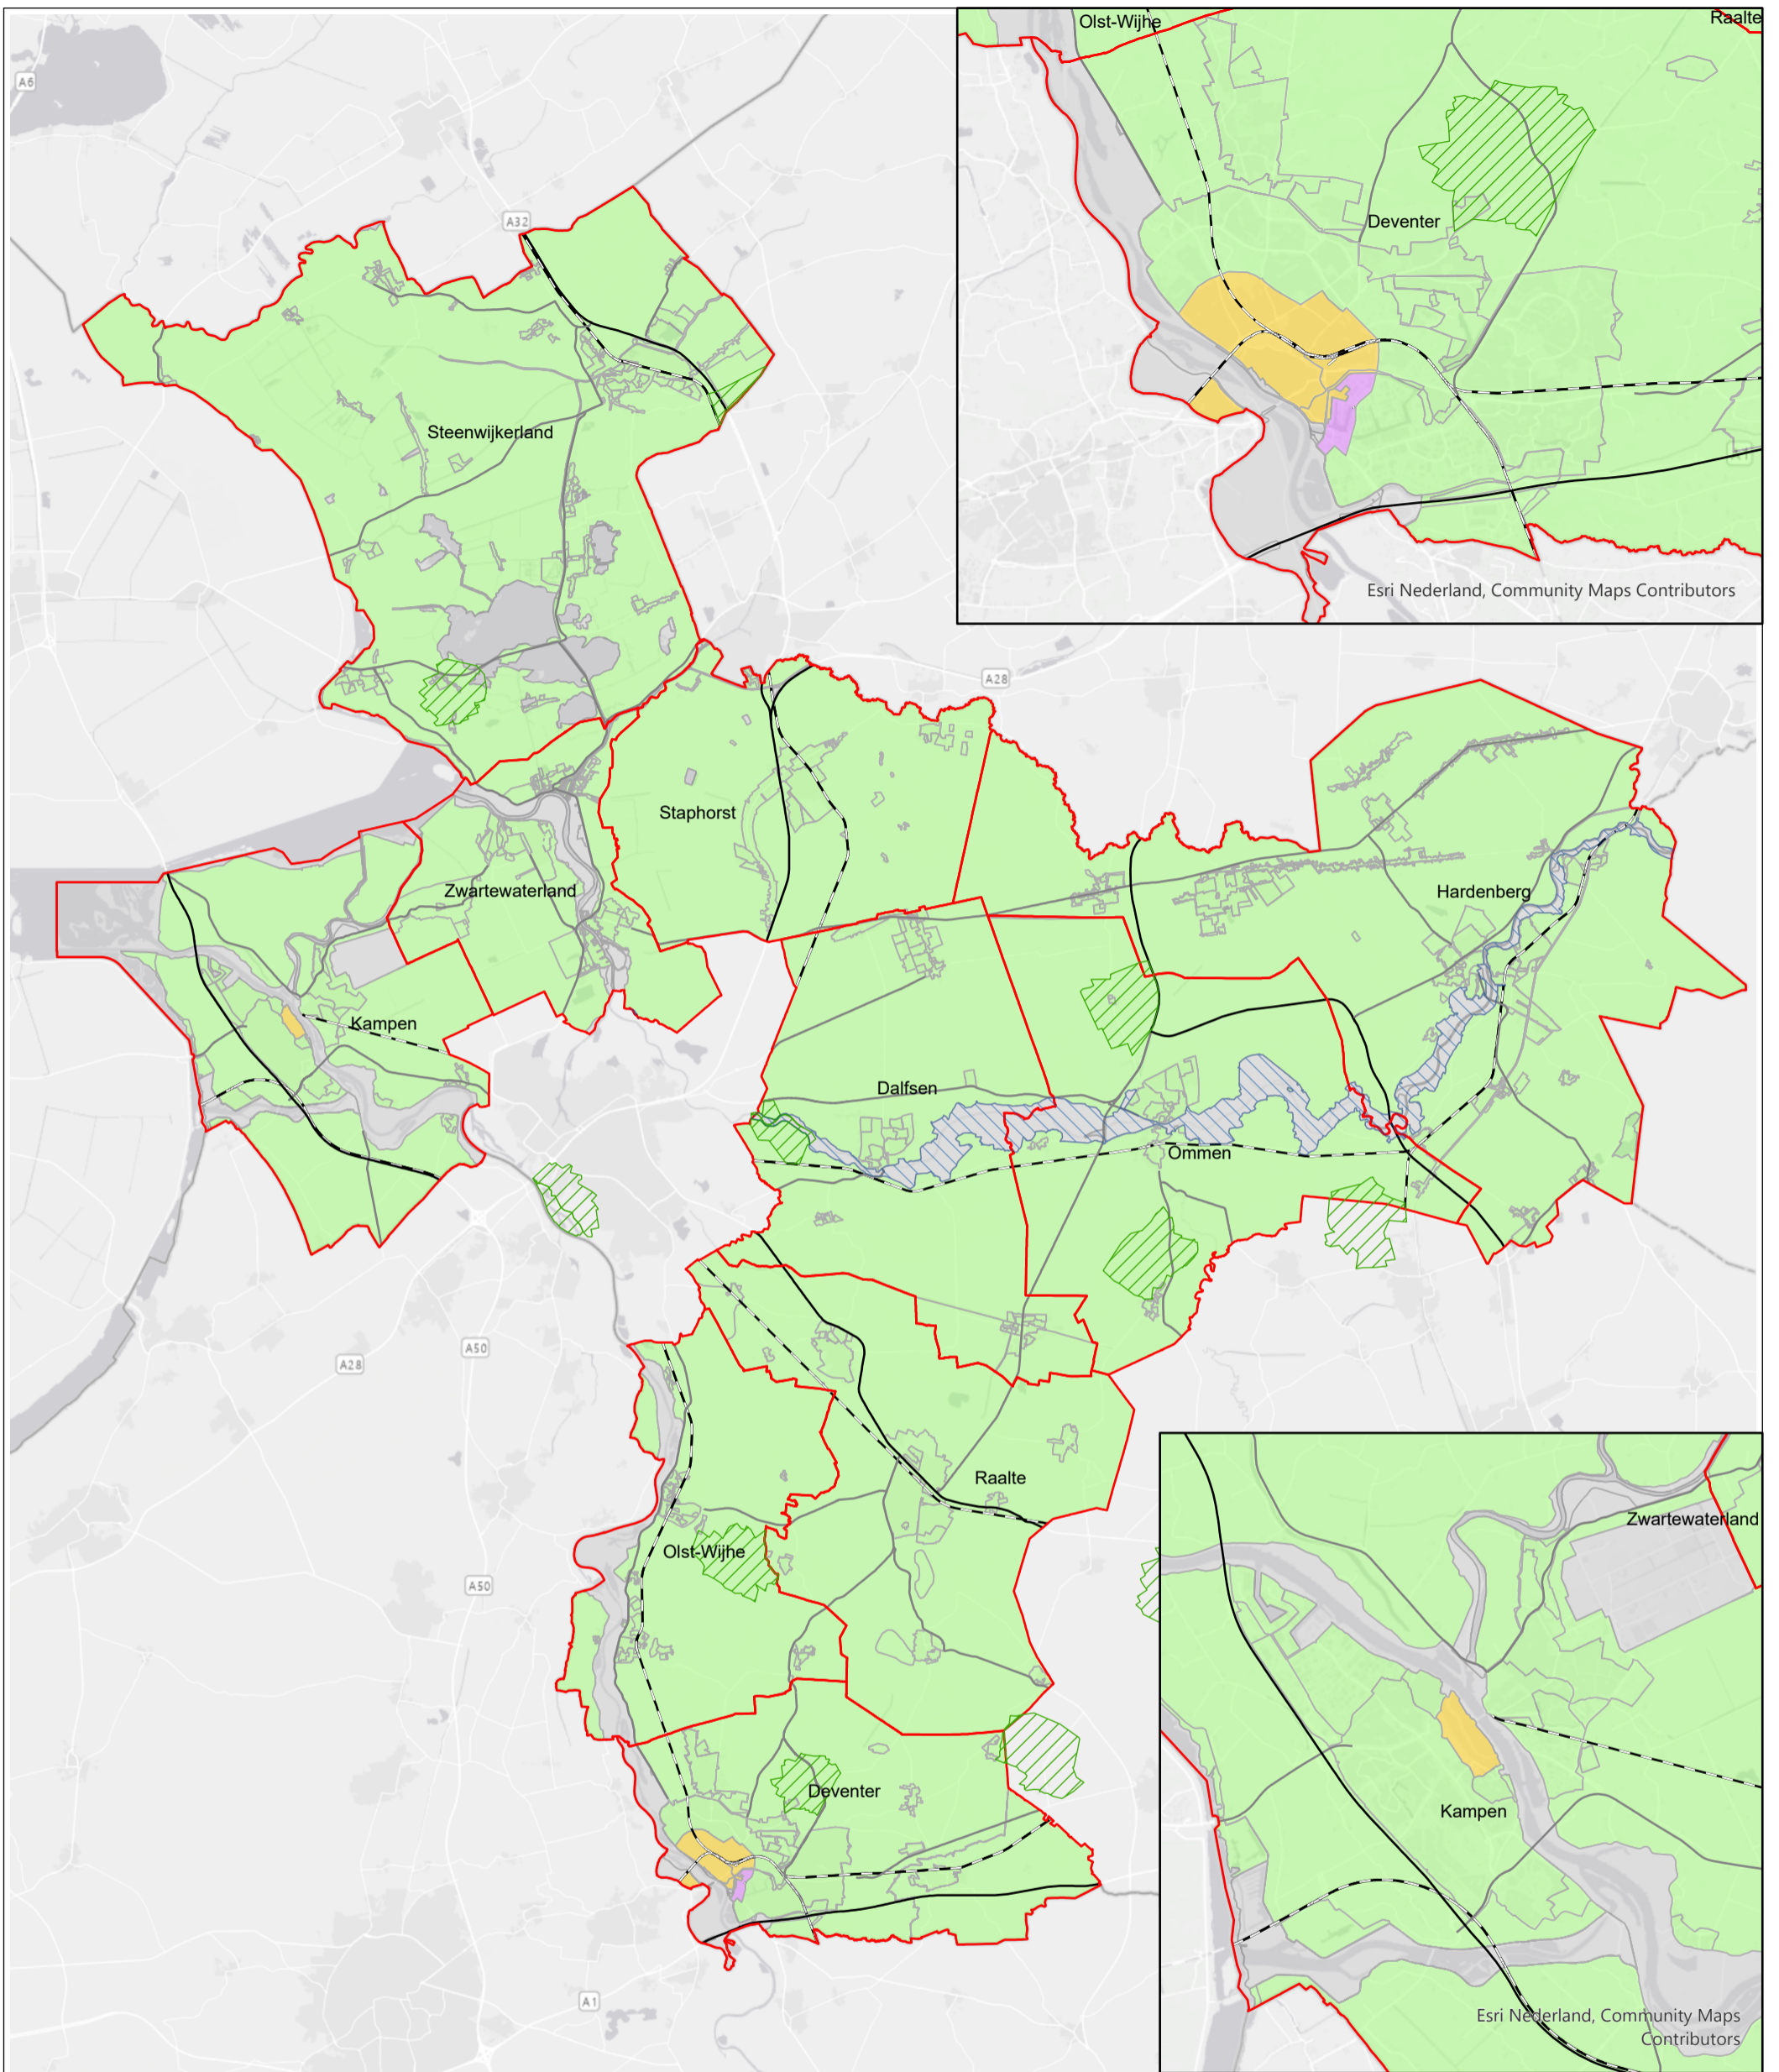 Olst-Wijhe
Raalte
A6
A32
Deventer
Steenwijkerland
Esri Nederland, Community Maps Contributors
A28
Staphorst
Zwartewaterland
Hardenberg
Kampen
Dalfsen
Ommen
A50
A28
Raalte
Zwartewaterland
Olst-Wijhe
A50
Deventer
Kampen
A1
Esri Nederland, Community Maps
Contributors